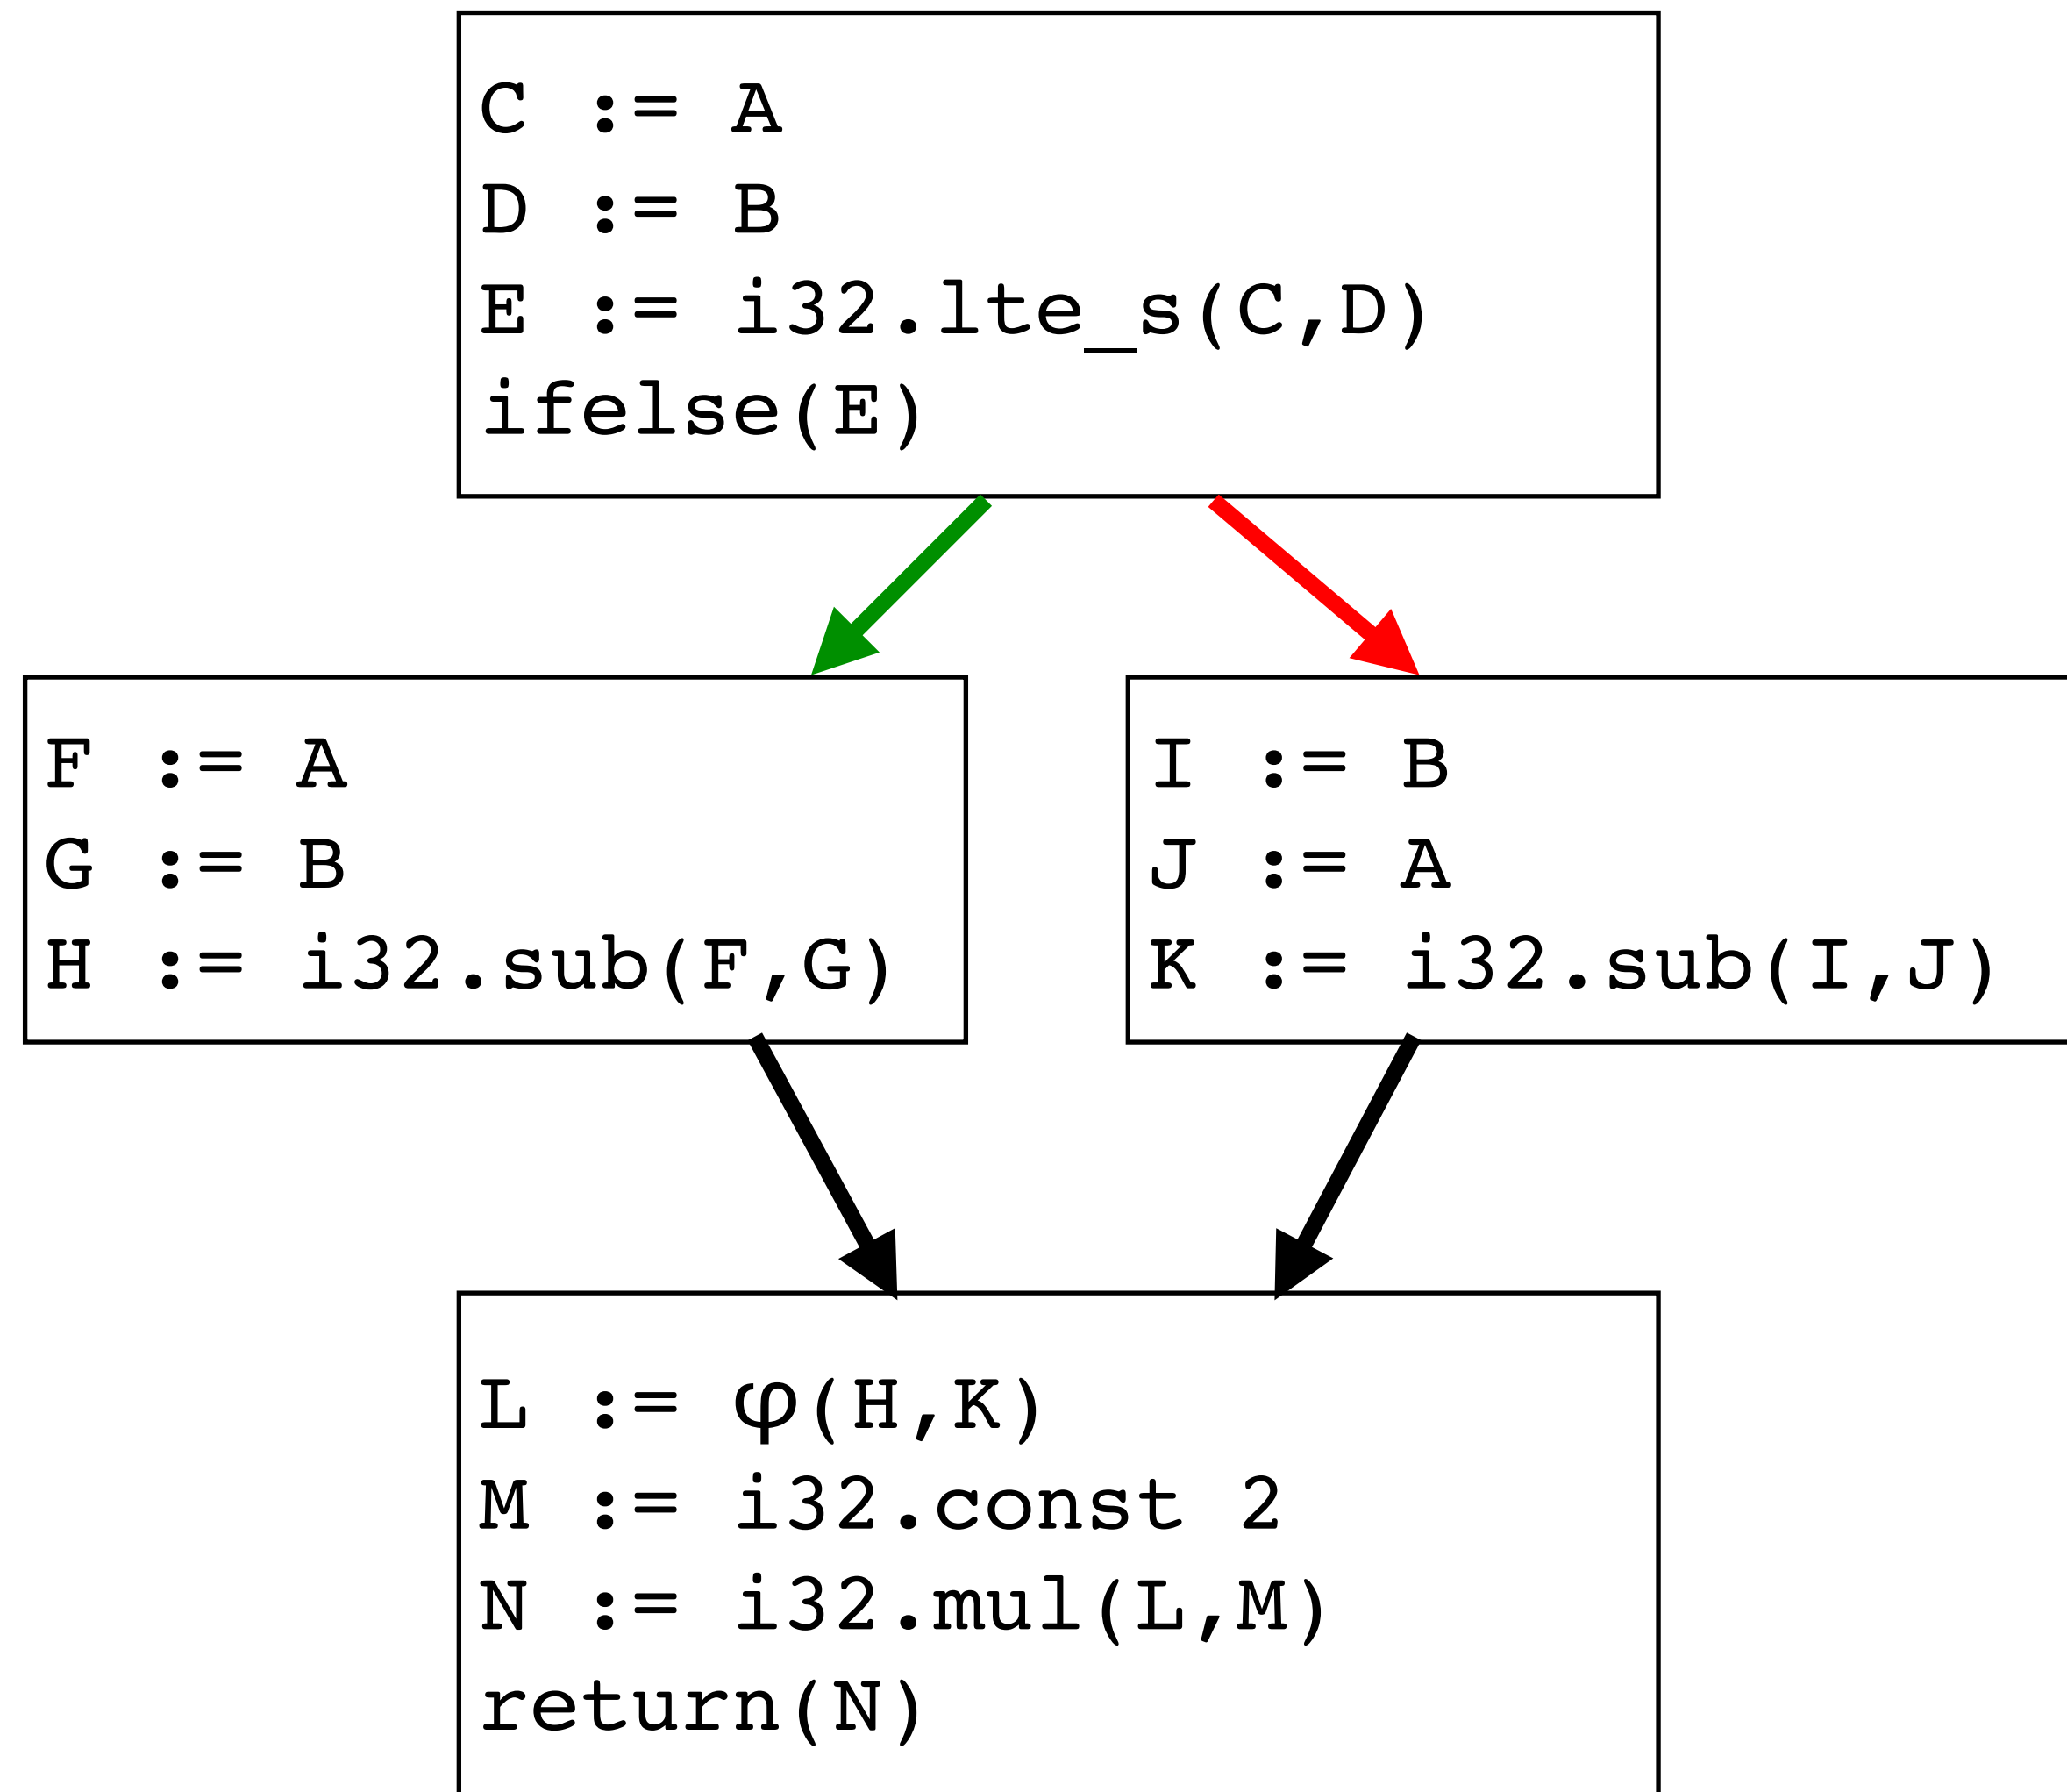 C := A
D := B
E := i32.lte_s(C,D)
ifelse(E)
F := A
G := B
H := i32.sub(F,G)
I := B
J := A
K := i32.sub(I,J)
L := φ(H,K)
M := i32.const 2
N := i32.mul(L,M)
return(N)